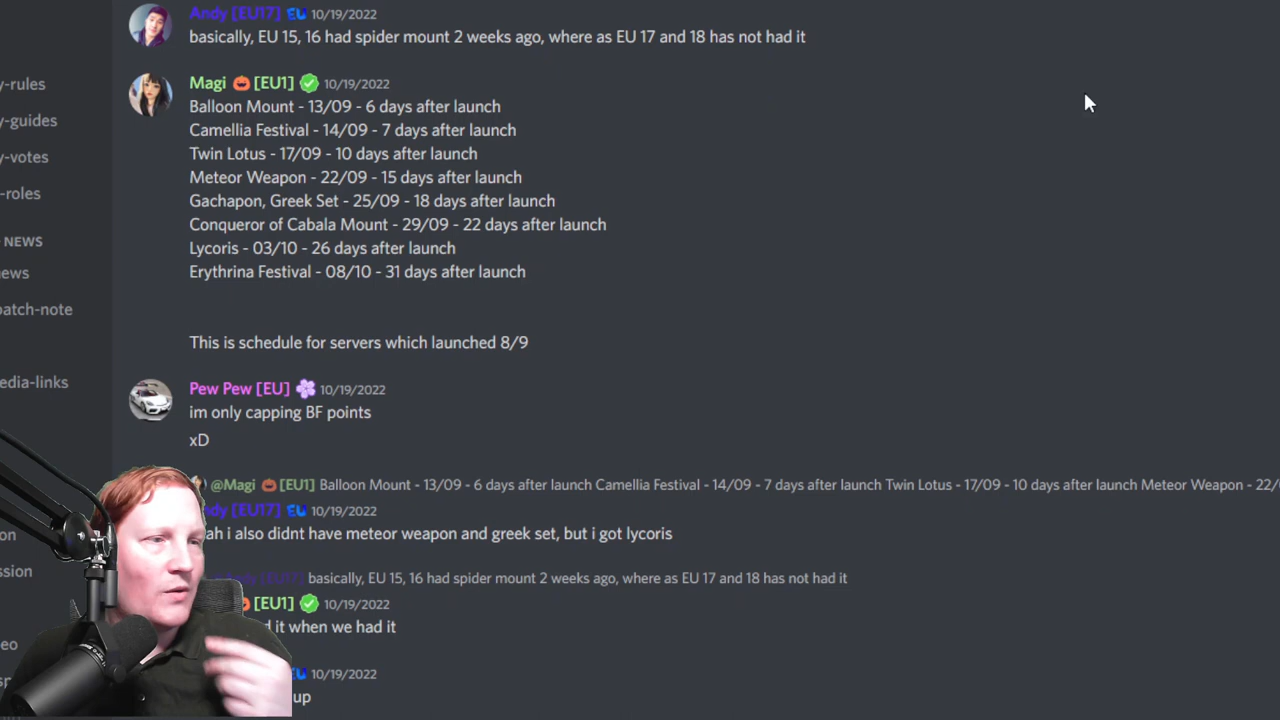 Andy [EU17] EU 10/19/2022
basically, EU 15, 16 had spider mount 2 weeks ago, where as EU 17 and 18 has not had it
y-rules
Magi [EU1] 10/19/2022
Balloon Mount - 13/09 - 6 days after launch
y-guides
Camellia Festival - 14/09 - 7 days after launch
y-votes
Twin Lotus - 17/09 - 10 days after launch
Meteor Weapon - 22/09 - 15 days after launch
-roles
Gachapon, Greek Set - 25/09 - 18 days after launch
Conqueror of Cabala Mount - 29/09 - 22 days after launch
NEWS
Lycoris - 03/10 - 26 days after launch
ews
Erythrina Festival - 08/10 - 31 days after launch
patch-note
This is schedule for servers which launched 8/9
edia-links
Pew Pew [EU] 10/19/2022
im only capping BF points
xD
@Magi [EU1] Balloon Mount - 13/09 - 6 days after launch Camellia Festival - 14/09 - 7 days after launch Twin Lotus - 17/09 - 10 days after launch Meteor Weapon - 22/
ndy [EU17] EU 10/19/2022
on
ah i also didnt have meteor weapon and greek set, but i got lycoris
ssion
basically, EU 15, 16 had spider mount 2 weeks ago, where as EU 17 and 18 has not had it
[EU1] 10/19/2022
d it when we had it
eo
EU 10/19/2022
up